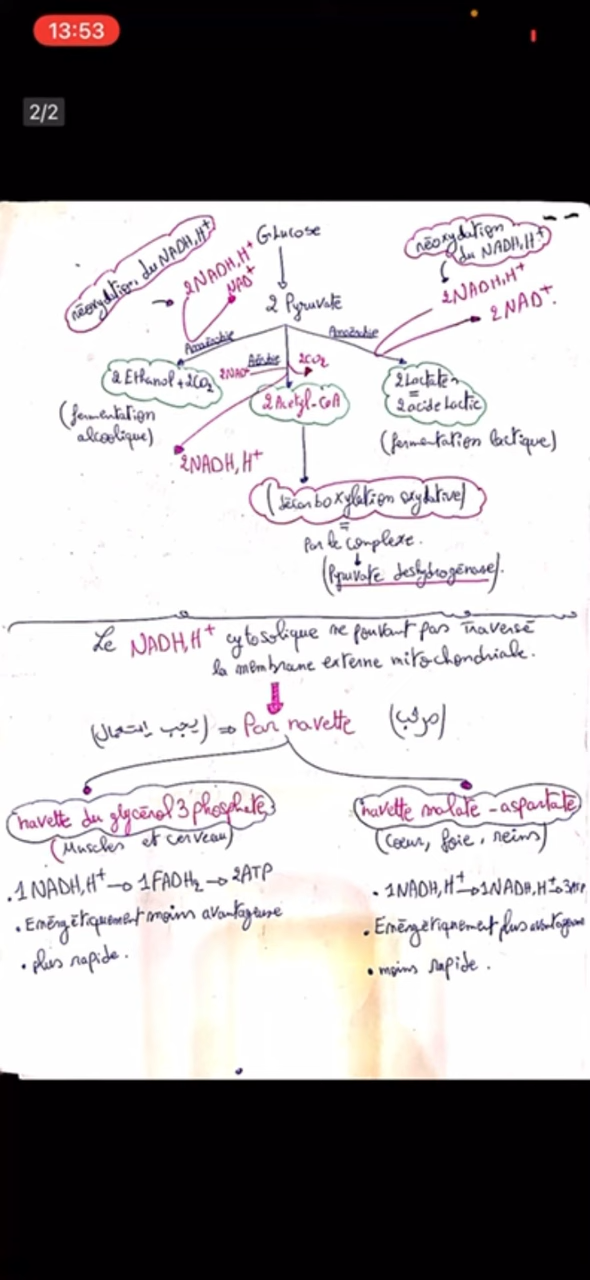 13:53
2/2
réoxydation du NADH,H⁺
Glucose
réoxydation
du NADH,H⁺
2NADH,H⁺
NAD⁺
2NADH,H⁺
2NAD⁺.
2 Pyruvate
Anaérobie
Aérobie
Anaérobie
2 Ethanol + 2CO₂
2NAD⁺
2CO₂
2 Acetyl-CoA
2 Lactate
=
2 acide Lactic
(fermentation
alcoolique)
(fermentation lactique)
2NADH,H⁺
(décarboxylation oxydative)
=
Par le complexe.
(Pyruvate deshydrogénase).
Le NADH,H⁺ cytosolique ne pouvant pas Traversé
la membrane externe mitochondriale.
(يجب استعمال) ⇒ Par navette (مركب)
navette du glycérol 3 phosphate
(Muscles et cerveau)
. 1 NADH,H⁺ → 1 FADH₂ → 2ATP
. Enérgétiquement moins avantageuse
. plus rapide.
navette malate - aspartate
(Cœur, foie, reins)
. 1NADH,H⁺ → 1NADH,H⁺ → 3ATP
. Enérgétiquement plus avantageuse
. moins rapide.